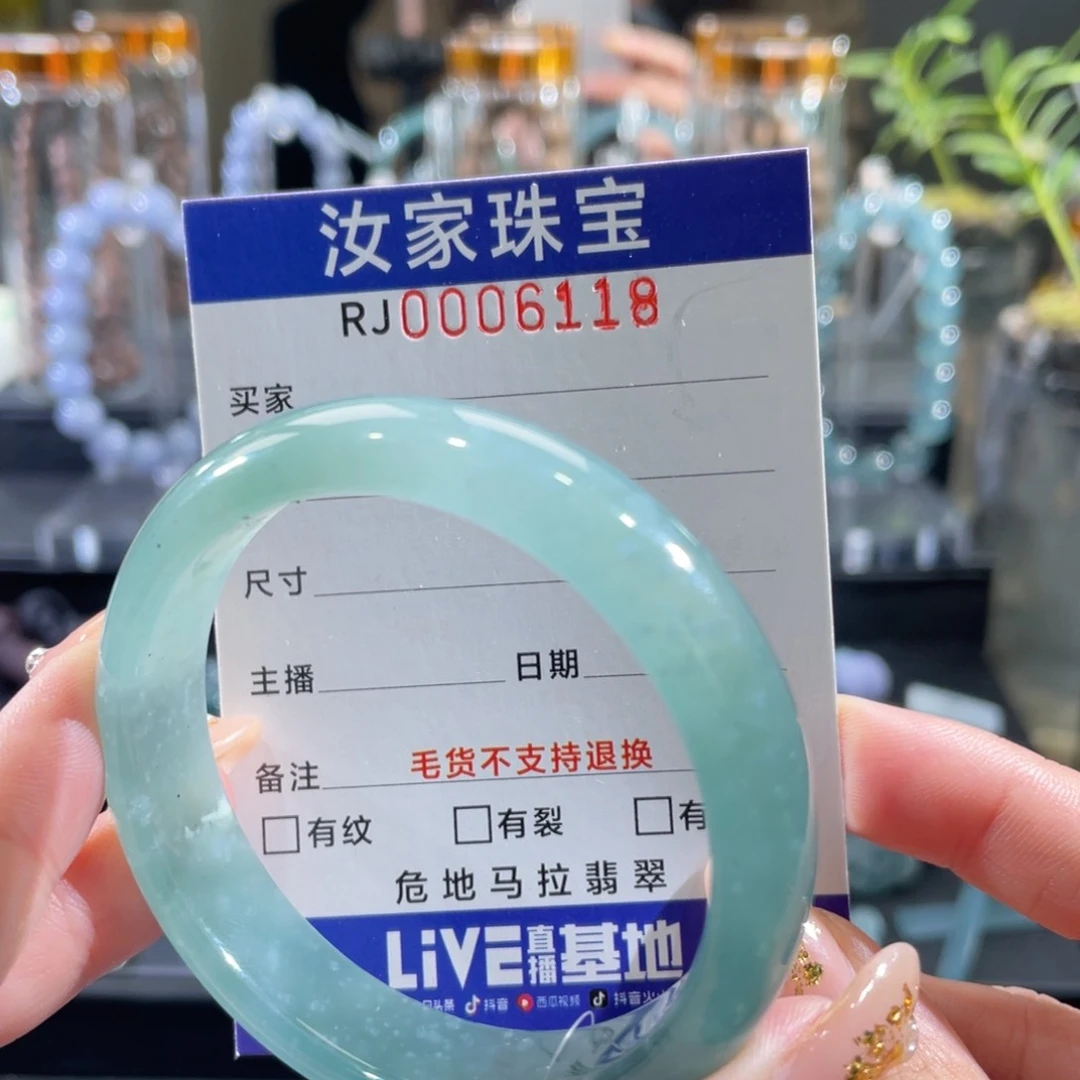 汝家珠宝
RJ0006118
买家
尺寸
主播 日期
备注 毛货不支持退换
有纹 有裂 有
危地马拉翡翠
LiVE直播基地
头条 抖音 西瓜视频 抖音火